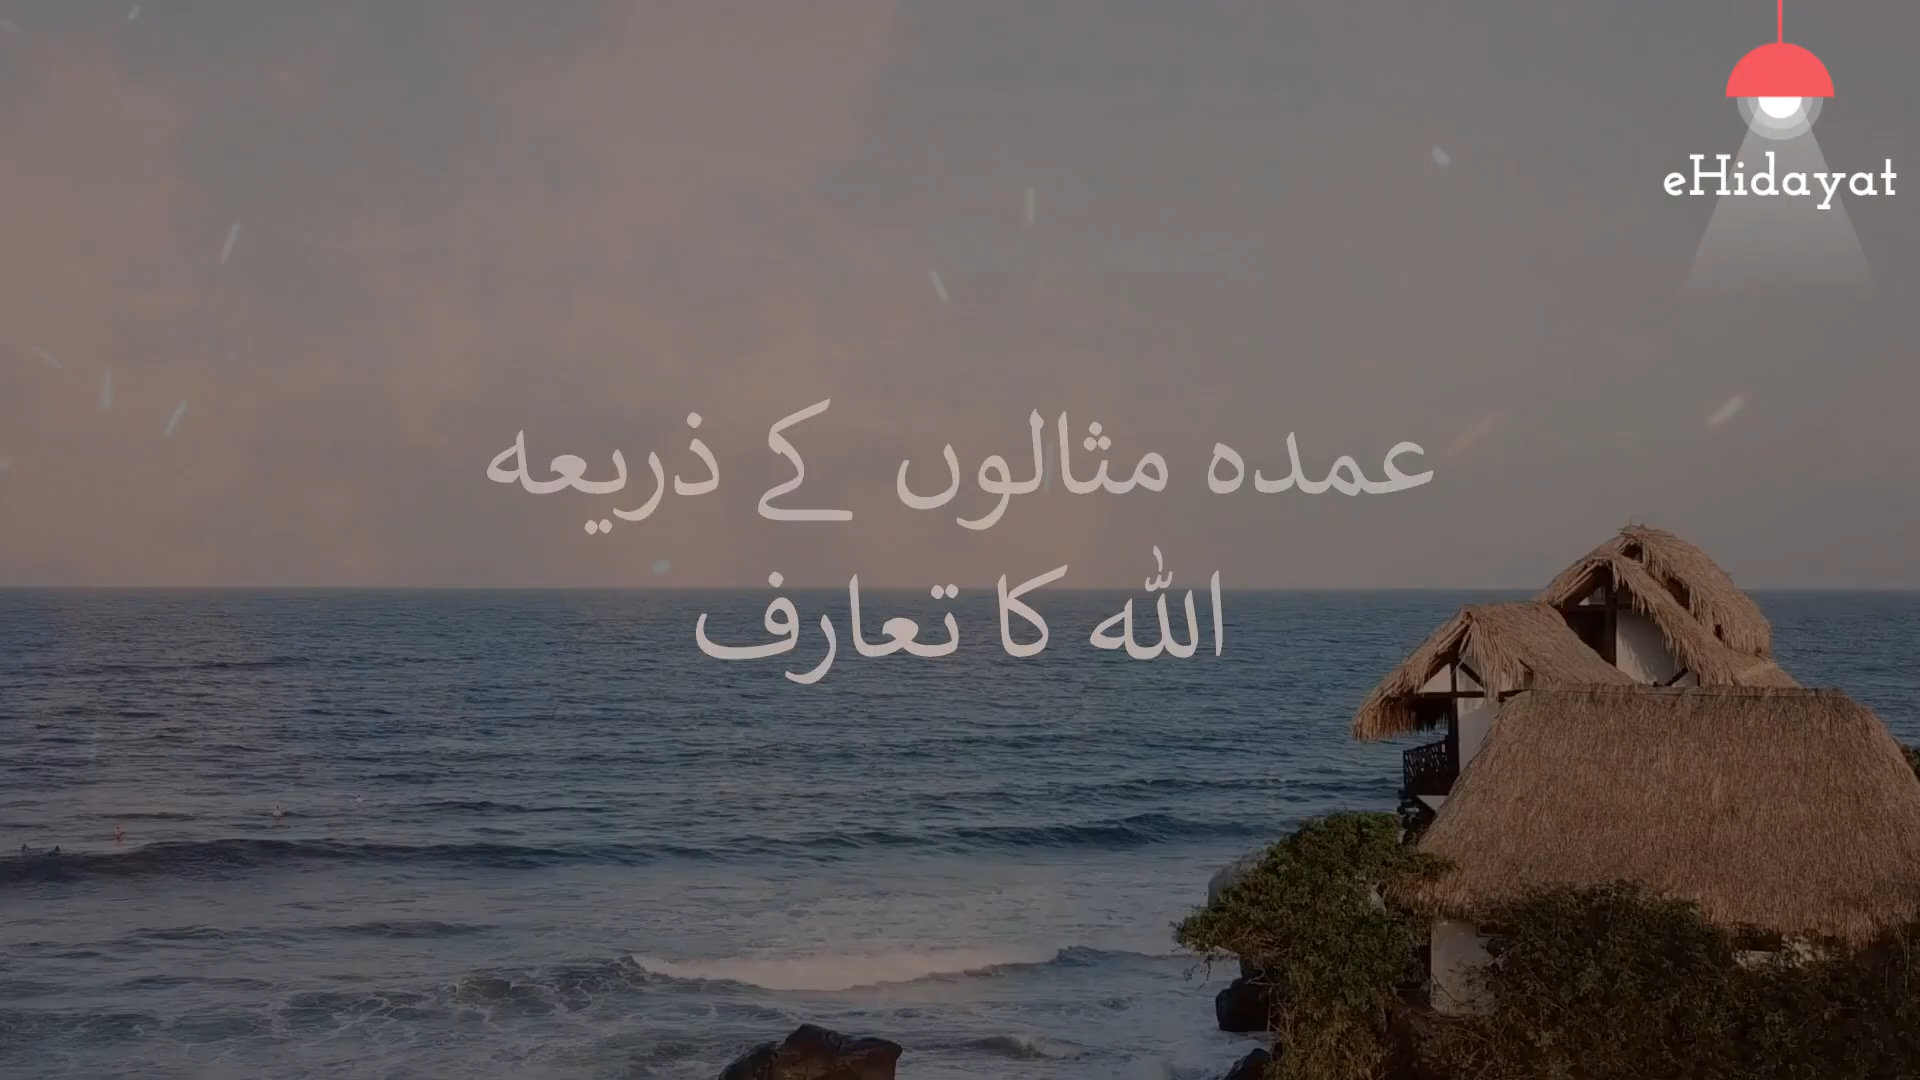 eHidayat
عمدہ مثالوں کے ذریعہ
اللہ کا تعارف